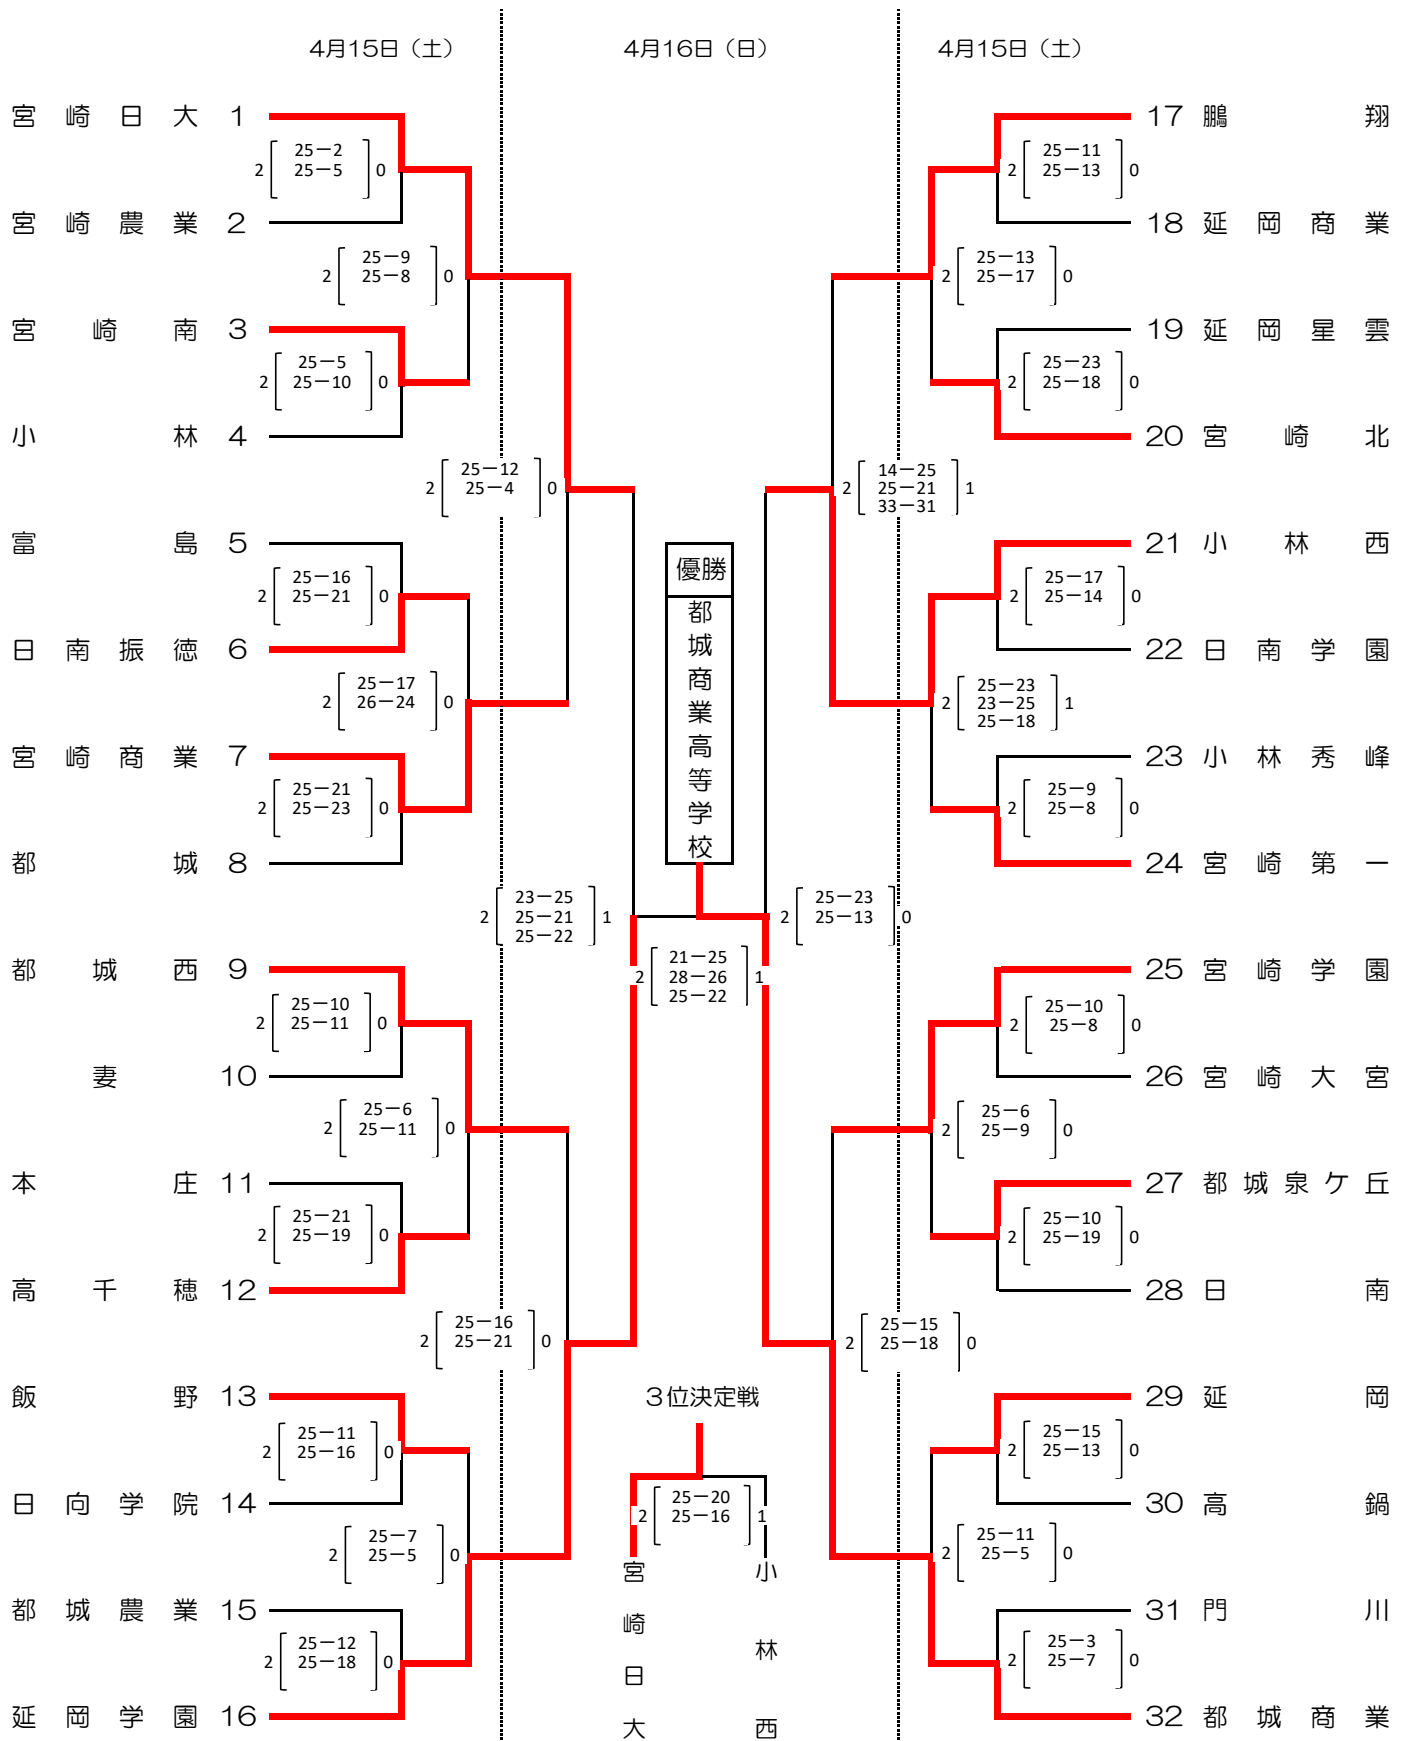 4月15日（土）
4月16日（日）
4月15日（土）
宮崎日大 1
2 25－2 0
25－5
宮崎農業 2
2 25－9 0
25－8
宮崎南 3
2 25－5 0
25－10
小林 4
2 25－12 0
25－4
富島 5
2 25－16 0
25－21
日南振徳 6
2 25－17 0
26－24
宮崎商業 7
2 25－21 0
25－23
都城 8
2 23－25 1
25－21
25－22
都城西 9
2 25－10 0
25－11
妻 10
2 25－6 0
25－11
本庄 11
2 25－21 0
25－19
高千穂 12
2 25－16 0
25－21
飯野 13
2 25－11 0
25－16
日向学院 14
2 25－7 0
25－5
都城農業 15
2 25－12 0
25－18
延岡学園 16
優勝
都城商業高等学校
2 21－25 1
28－26
25－22
3位決定戦
2 25－20 1
25－16
宮崎日大
小林西
17 鵬翔
2 25－11 0
25－13
18 延岡商業
2 25－13 0
25－17
19 延岡星雲
2 25－23 0
25－18
20 宮崎北
2 14－25 1
25－21
33－31
21 小林西
2 25－17 0
25－14
22 日南学園
2 25－23 1
23－25
25－18
23 小林秀峰
2 25－9 0
25－8
24 宮崎第一
2 25－23 0
25－13
25 宮崎学園
2 25－10 0
25－8
26 宮崎大宮
2 25－6 0
25－9
27 都城泉ケ丘
2 25－10 0
25－19
28 日南
2 25－15 0
25－18
29 延岡
2 25－15 0
25－13
30 高鍋
2 25－11 0
25－5
31 門川
2 25－3 0
25－7
32 都城商業